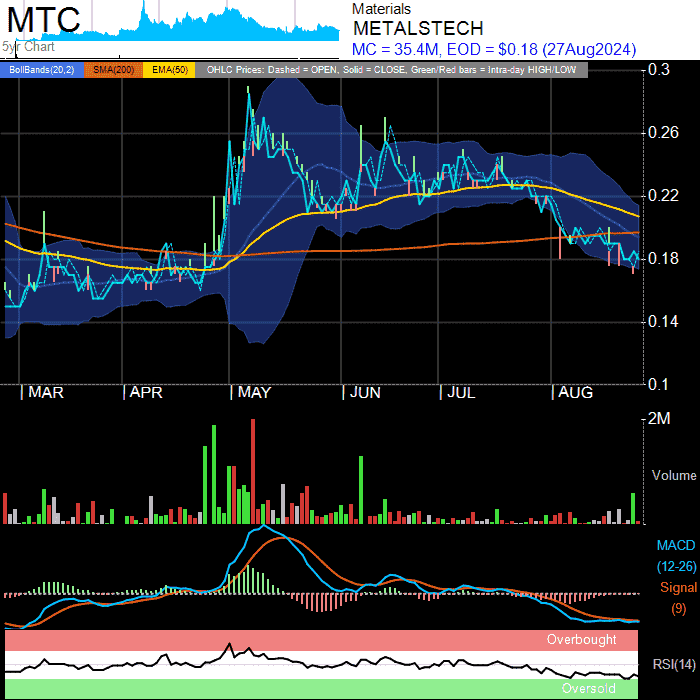 MTC
5yr Chart
Materials
METALSTECH
MC = 35.4M, EOD = $0.18 (27Aug2024)
BollBands(20,2) SMA(200) EMA(50) OHLC Prices: Dashed = OPEN, Solid = CLOSE, Green/Red bars = Intra-day HIGH/LOW
0.3
0.26
0.22
0.18
0.14
0.1
MAR APR MAY JUN JUL AUG
2M
Volume
MACD
(12-26)
Signal
(9)
Overbought
RSI(14)
Oversold